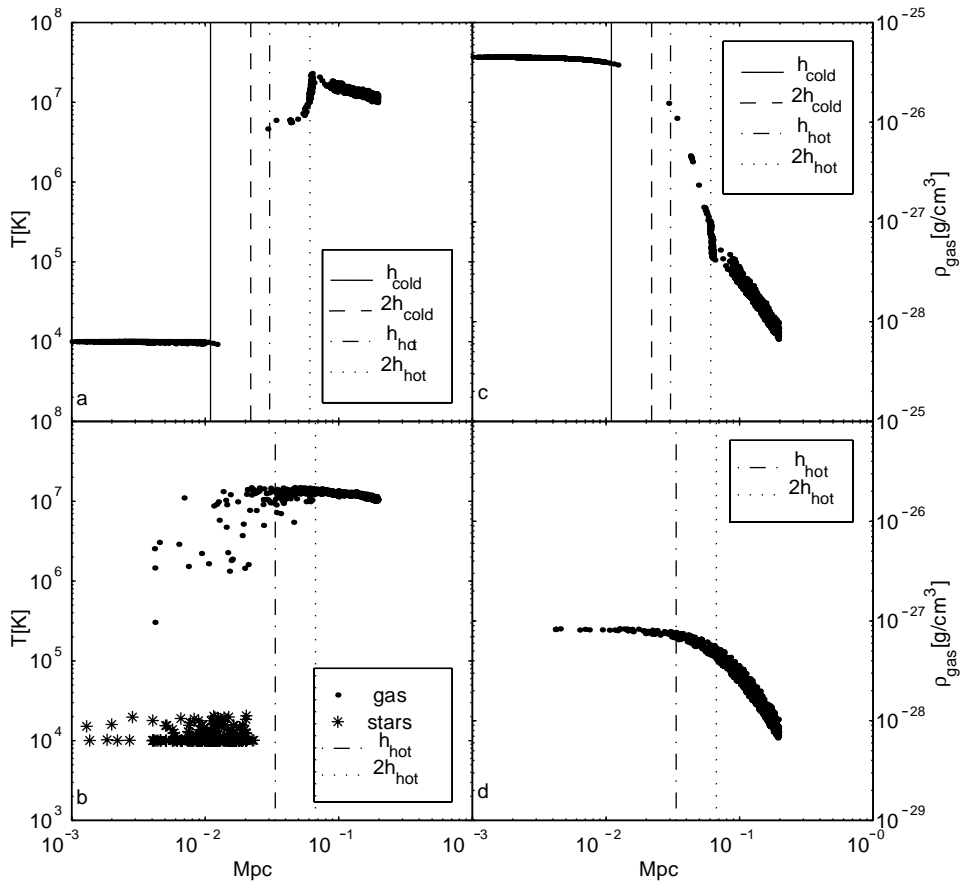 10^8
10^7
10^6
10^5
10^4
10^8
T[K]
a
h_cold
2h_cold
h_hot
2h_hot
10^-25
10^-26
10^-27
10^-28
10^-25
ρ_gas[g/cm^3]
c
h_cold
2h_cold
h_hot
2h_hot
10^7
10^6
10^5
10^4
10^3
T[K]
b
gas
stars
h_hot
2h_hot
10^-3
10^-2
10^-1
10
Mpc
10^-26
10^-27
10^-28
10^-29
ρ_gas[g/cm^3]
d
h_hot
2h_hot
10^-3
10^-2
10^-1
10^-0
Mpc